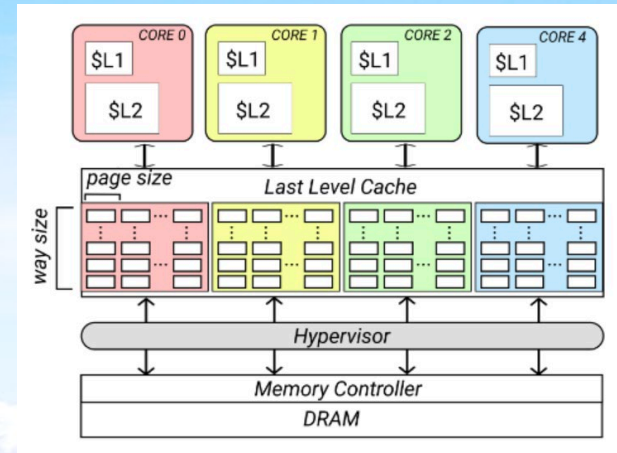 CORE 0
$L1
$L2
CORE 1
$L1
$L2
CORE 2
$L1
$L2
CORE 4
$L1
$L2
page size
Last Level Cache
way size
Hypervisor
Memory Controller
DRAM